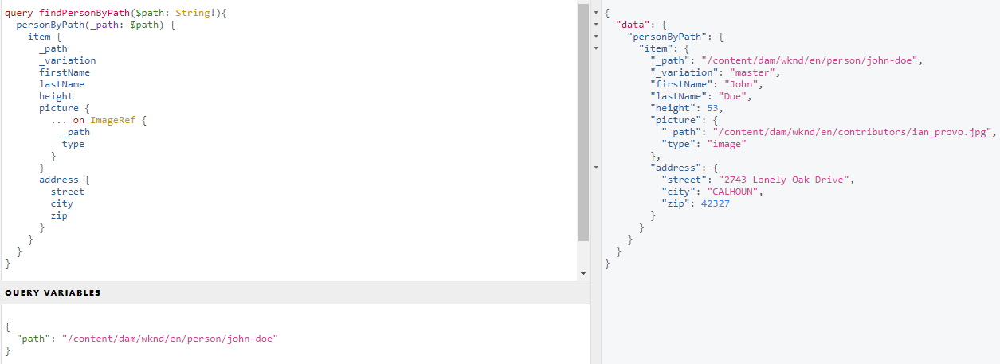 query findPersonByPath($path: String!){
  personByPath(_path: $path) {
    item {
      _path
      _variation
      firstName
      lastName
      height
      picture {
        ... on ImageRef {
          _path
          type
        }
      }
      address {
        street
        city
        zip
      }
    }
  }
}
QUERY VARIABLES
{
  "path": "/content/dam/wknd/en/person/john-doe"
}
{
  "data": {
    "personByPath": {
      "item": {
        "_path": "/content/dam/wknd/en/person/john-doe",
        "_variation": "master",
        "firstName": "John",
        "lastName": "Doe",
        "height": 53,
        "picture": {
          "_path": "/content/dam/wknd/en/contributors/ian_provo.jpg",
          "type": "image"
        },
        "address": {
          "street": "2743 Lonely Oak Drive",
          "city": "CALHOUN",
          "zip": 42327
        }
      }
    }
  }
}